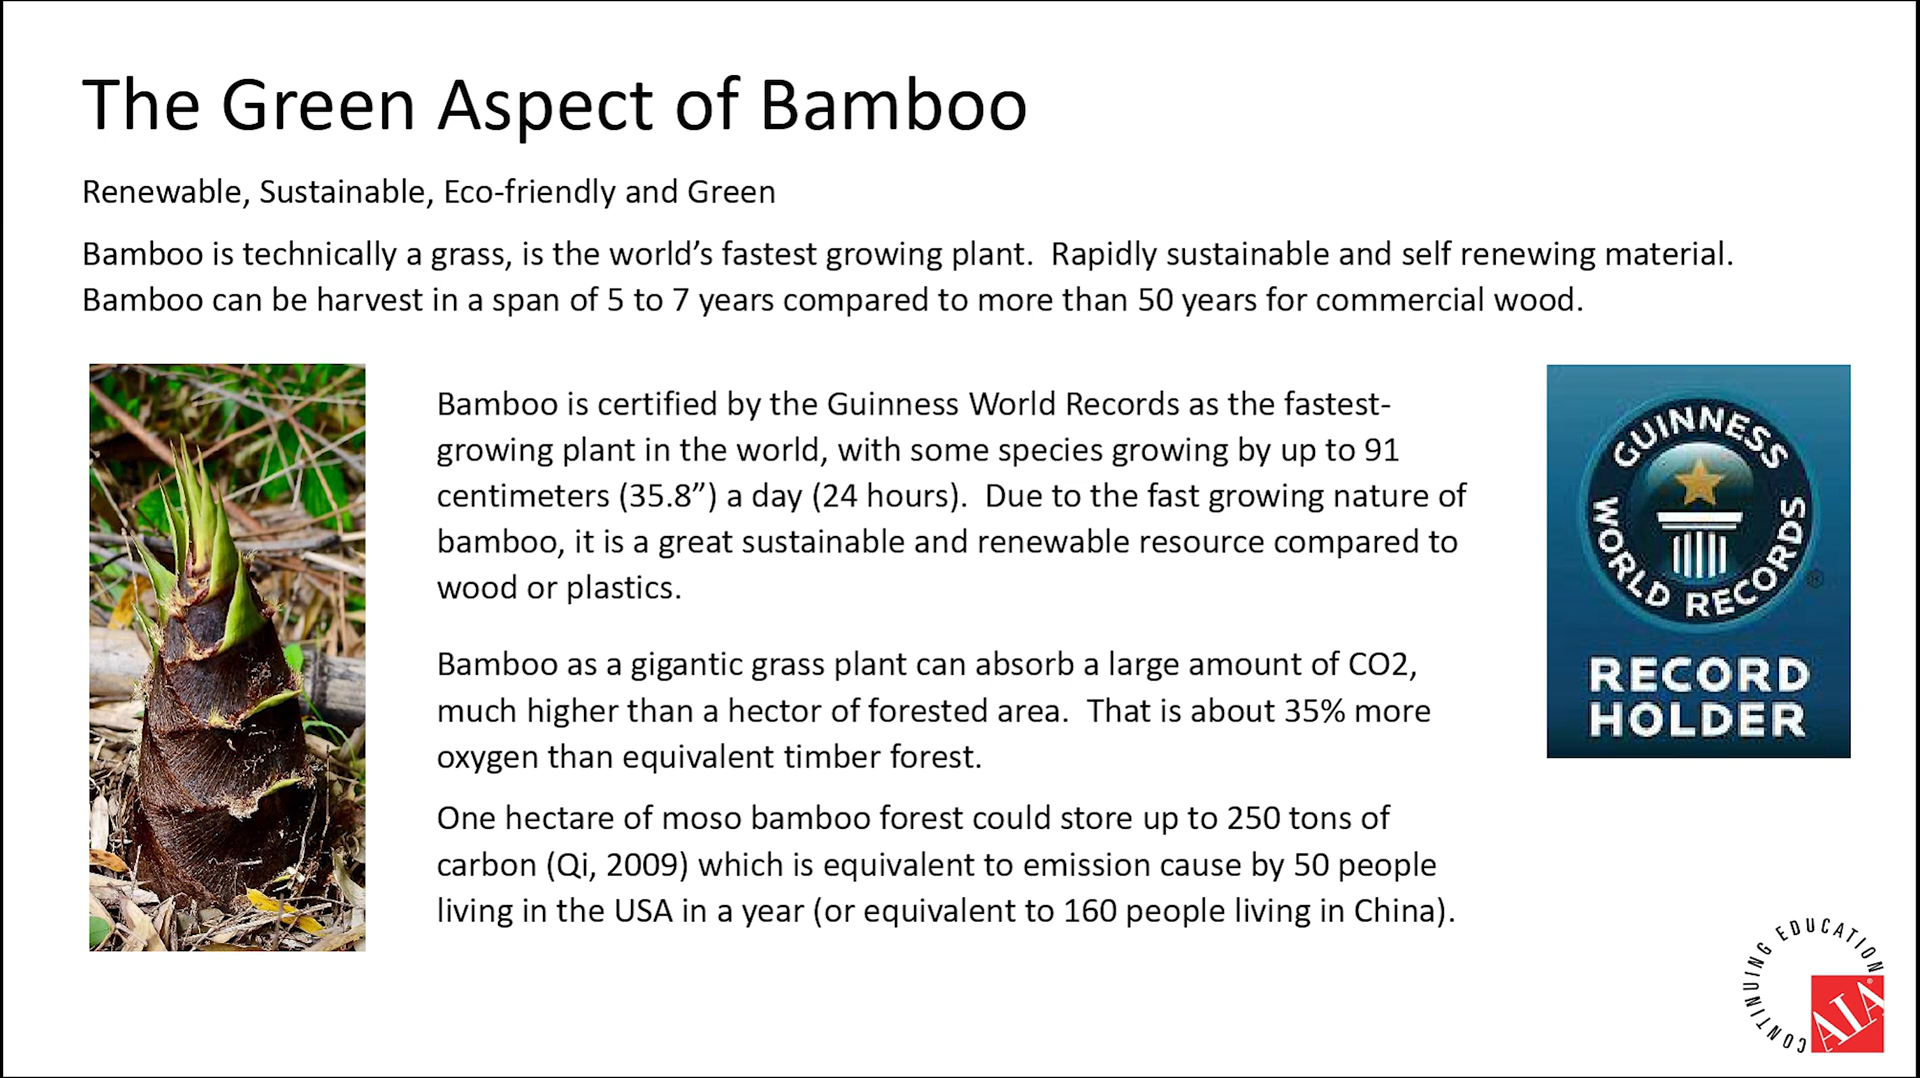 The Green Aspect of Bamboo
Renewable, Sustainable, Eco-friendly and Green
Bamboo is technically a grass, is the world’s fastest growing plant.  Rapidly sustainable and self renewing material.
Bamboo can be harvest in a span of 5 to 7 years compared to more than 50 years for commercial wood.
Bamboo is certified by the Guinness World Records as the fastest-
growing plant in the world, with some species growing by up to 91
centimeters (35.8”) a day (24 hours).  Due to the fast growing nature of
bamboo, it is a great sustainable and renewable resource compared to
wood or plastics.
Bamboo as a gigantic grass plant can absorb a large amount of CO2,
much higher than a hector of forested area.  That is about 35% more
oxygen than equivalent timber forest.
One hectare of moso bamboo forest could store up to 250 tons of
carbon (Qi, 2009) which is equivalent to emission cause by 50 people
living in the USA in a year (or equivalent to 160 people living in China).
GUINNESS
WORLD RECORDS
®
RECORD
HOLDER
CONTINUING EDUCATION
AIA®